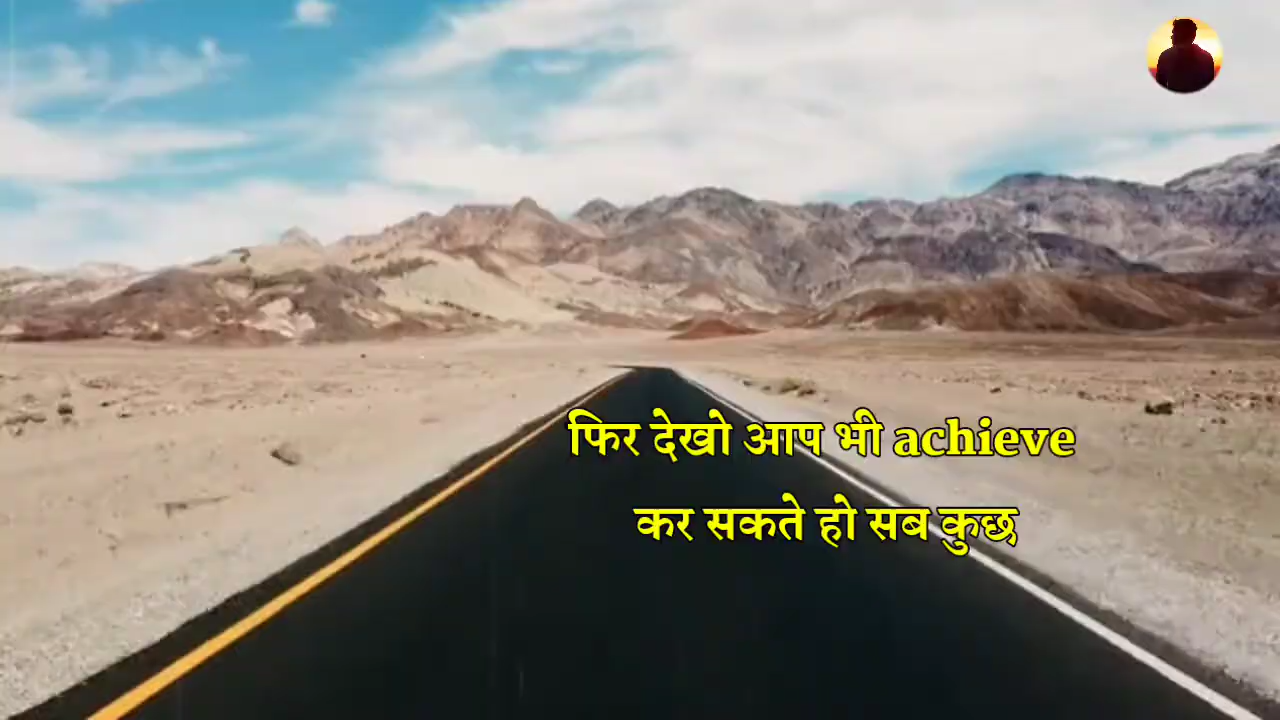 फिर देखो आप भी achieve
कर सकते हो सब कुछ